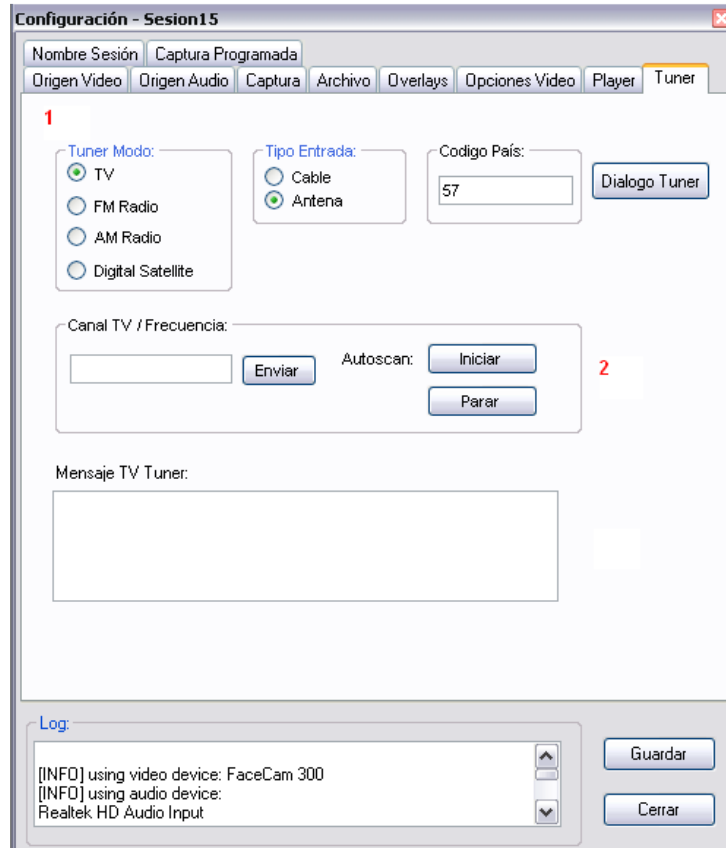 Configuración - Sesion15
Nombre Sesión Captura Programada
Origen Video Origen Audio Captura Archivo Overlays Opciones Video Player Tuner
1
Tuner Modo: Tipo Entrada: Codigo País:
TV Cable 57 Dialogo Tuner
FM Radio Antena
AM Radio
Digital Satellite
Canal TV / Frecuencia:
Enviar Autoscan: Iniciar 2
Parar
Mensaje TV Tuner:
Log:
[INFO] using video device: FaceCam 300
[INFO] using audio device:
Realtek HD Audio Input
Guardar
Cerrar